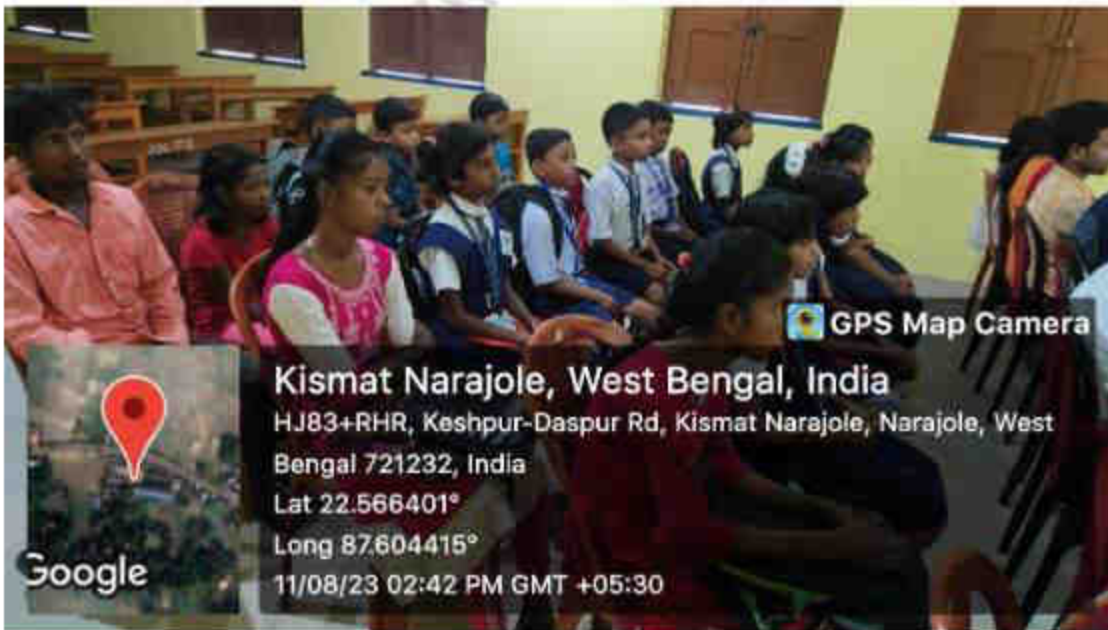 GPS Map Camera
Kismat Narajole, West Bengal, India
HJ83+RHR, Keshpur-Daspur Rd, Kismat Narajole, Narajole, West
Bengal 721232, India
Lat 22.566401°
Long 87.604415°
11/08/23 02:42 PM GMT +05:30
Google